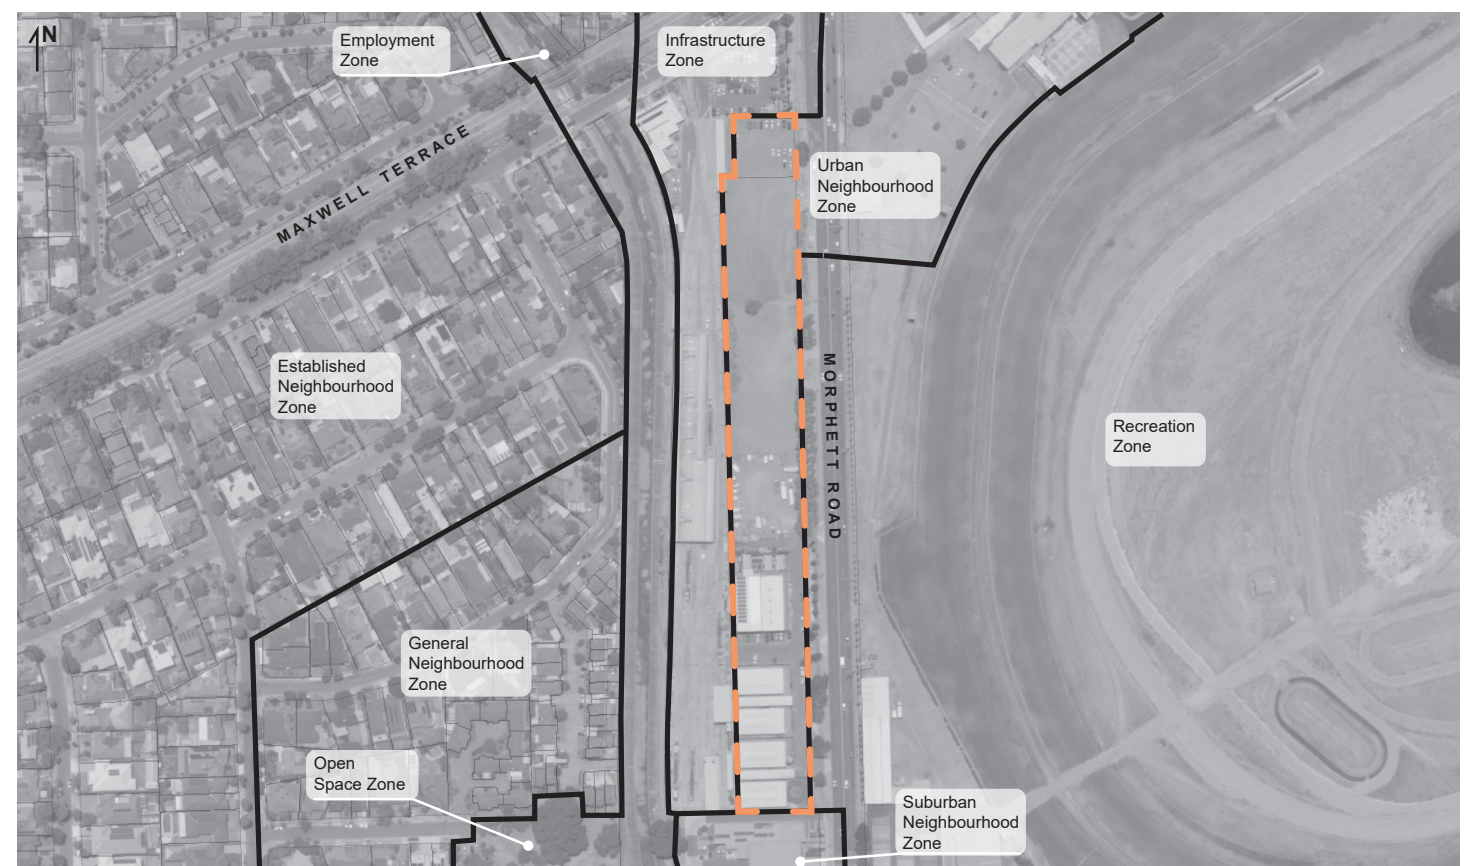 N
Employment
Zone
Infrastructure
Zone
MAXWELL TERRACE
Urban
Neighbourhood
Zone
Established
Neighbourhood
Zone
MORPHETT ROAD
Recreation
Zone
General
Neighbourhood
Zone
Open
Space Zone
Suburban
Neighbourhood
Zone